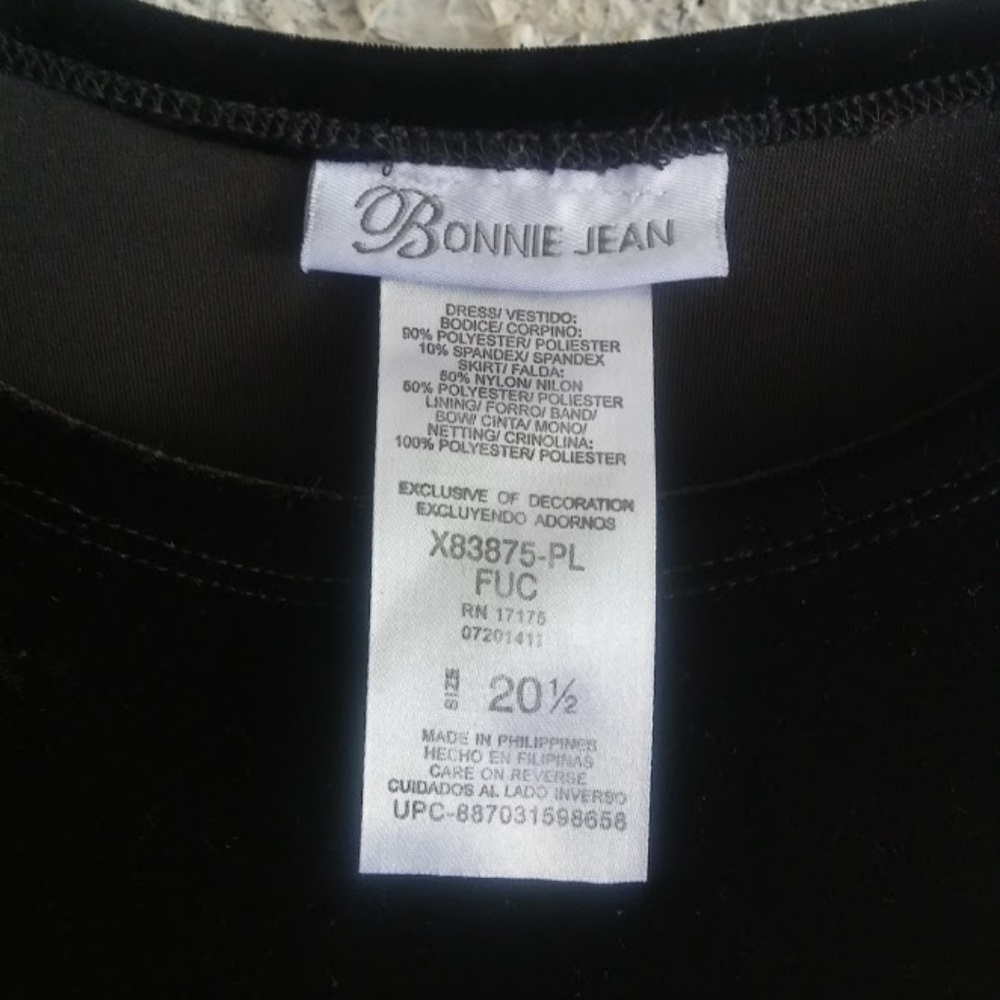 BONNIE JEAN
DRESS/ VESTIDO:
BODICE/ CORPINO:
90% POLYESTER/ POLIESTER
10% SPANDEX/ SPANDEX
SKIRT/ FALDA:
50% NYLON/ NILON
50% POLYESTER/ POLIESTER
LINING/ FORRO/ BAND/
BOW/ CINTA/ MONO/
NETTING/ CRINOLINA:
100% POLYESTER/ POLIESTER
EXCLUSIVE OF DECORATION
EXCLUYENDO ADORNOS
X83875-PL
FUC
RN 17175
07201411
SIZE 20½
MADE IN PHILIPPINES
HECHO EN FILIPINAS
CARE ON REVERSE
CUIDADOS AL LADO INVERSO
UPC-887031598658